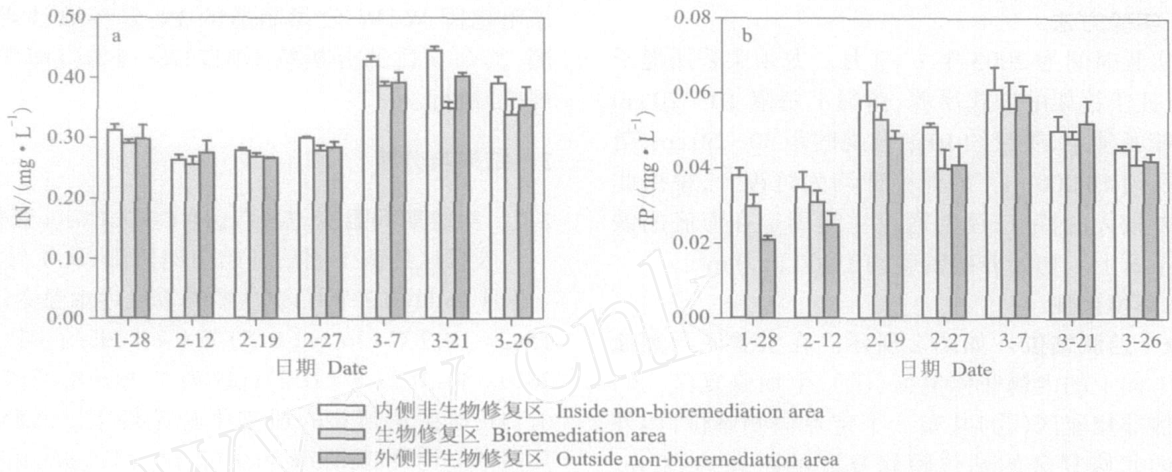 0.50
0.40
0.30
0.20
0.10
0.00
IN/(mg·L⁻¹)
a
1-28 2-12 2-19 2-27 3-7 3-21 3-26
日期 Date
0.08
0.06
0.04
0.02
0.00
IP/(mg·L⁻¹)
b
1-28 2-12 2-19 2-27 3-7 3-21 3-26
日期 Date
内侧非生物修复区 Inside non-bioremediation area
生物修复区 Bioremediation area
外侧非生物修复区 Outside non-bioremediation area